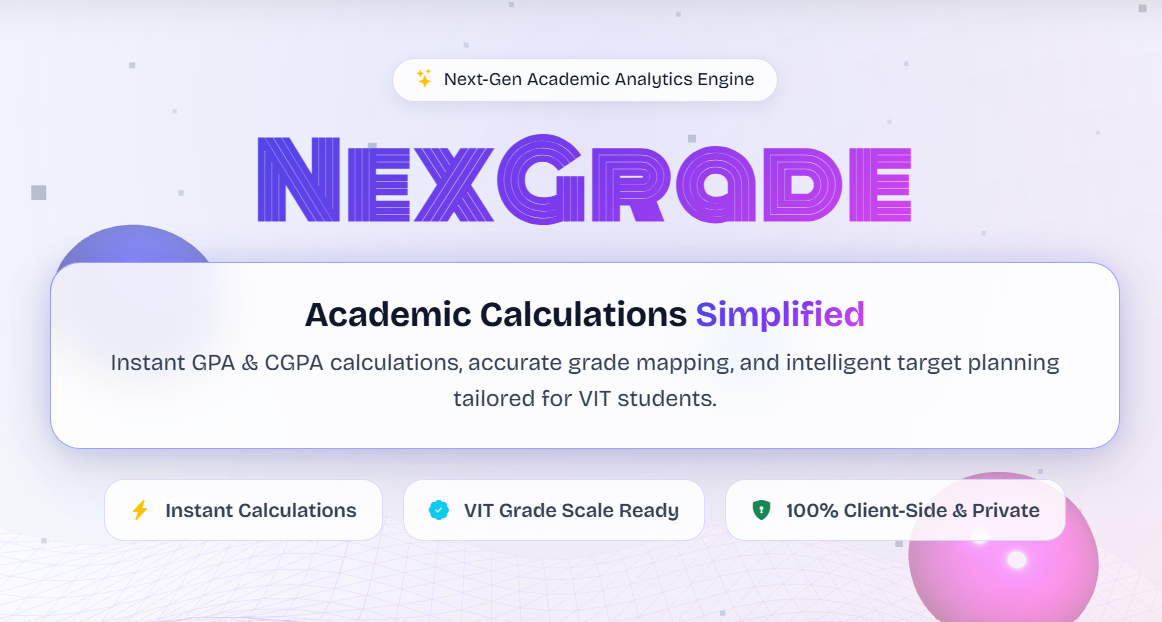 Next-Gen Academic Analytics Engine
NexGrade
Academic Calculations Simplified
Instant GPA & CGPA calculations, accurate grade mapping, and intelligent target planning
tailored for VIT students.
Instant Calculations
VIT Grade Scale Ready
100% Client-Side & Private